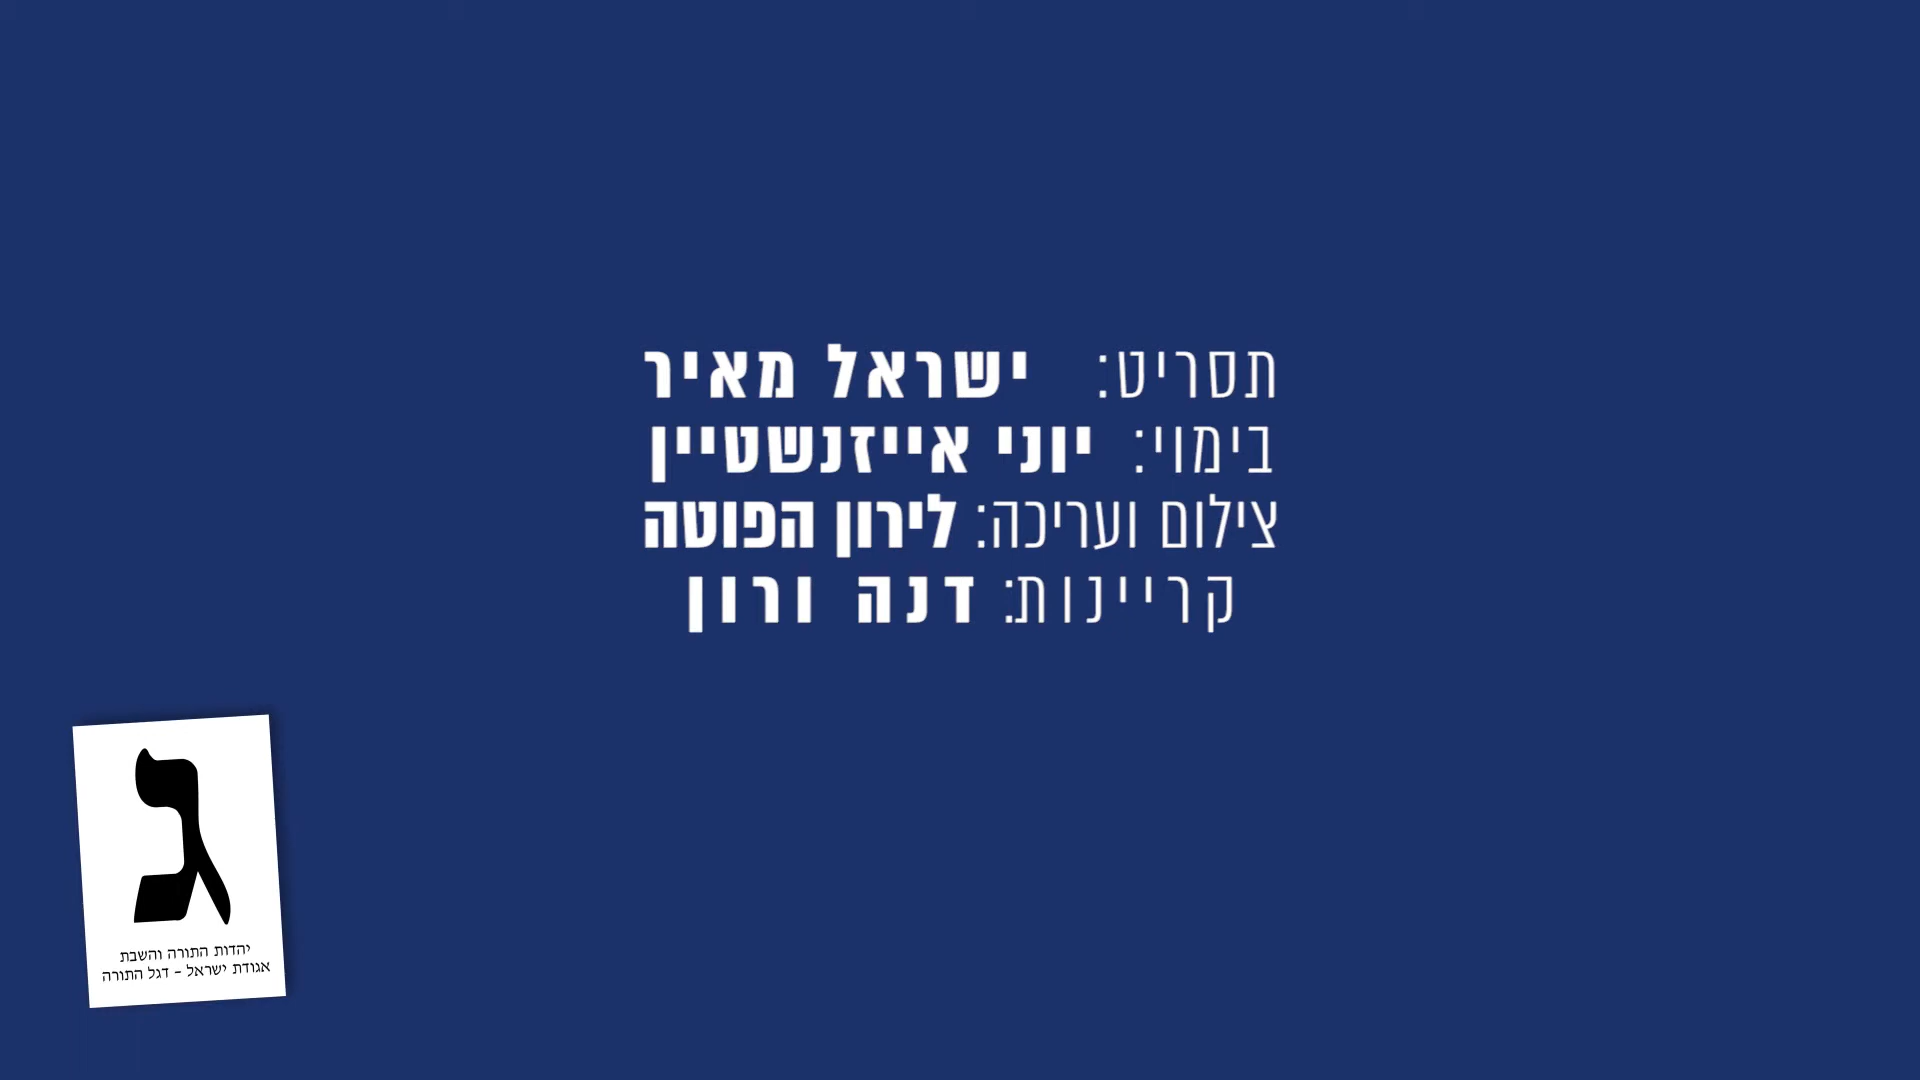 תסריט: ישראל מאיר
בימוי: יוני אייזנשטיין
צילום ועריכה: לירון הפוטה
קריינות: דנה ורון
ג
יהדות התורה והשבת
אגודת ישראל - דגל התורה